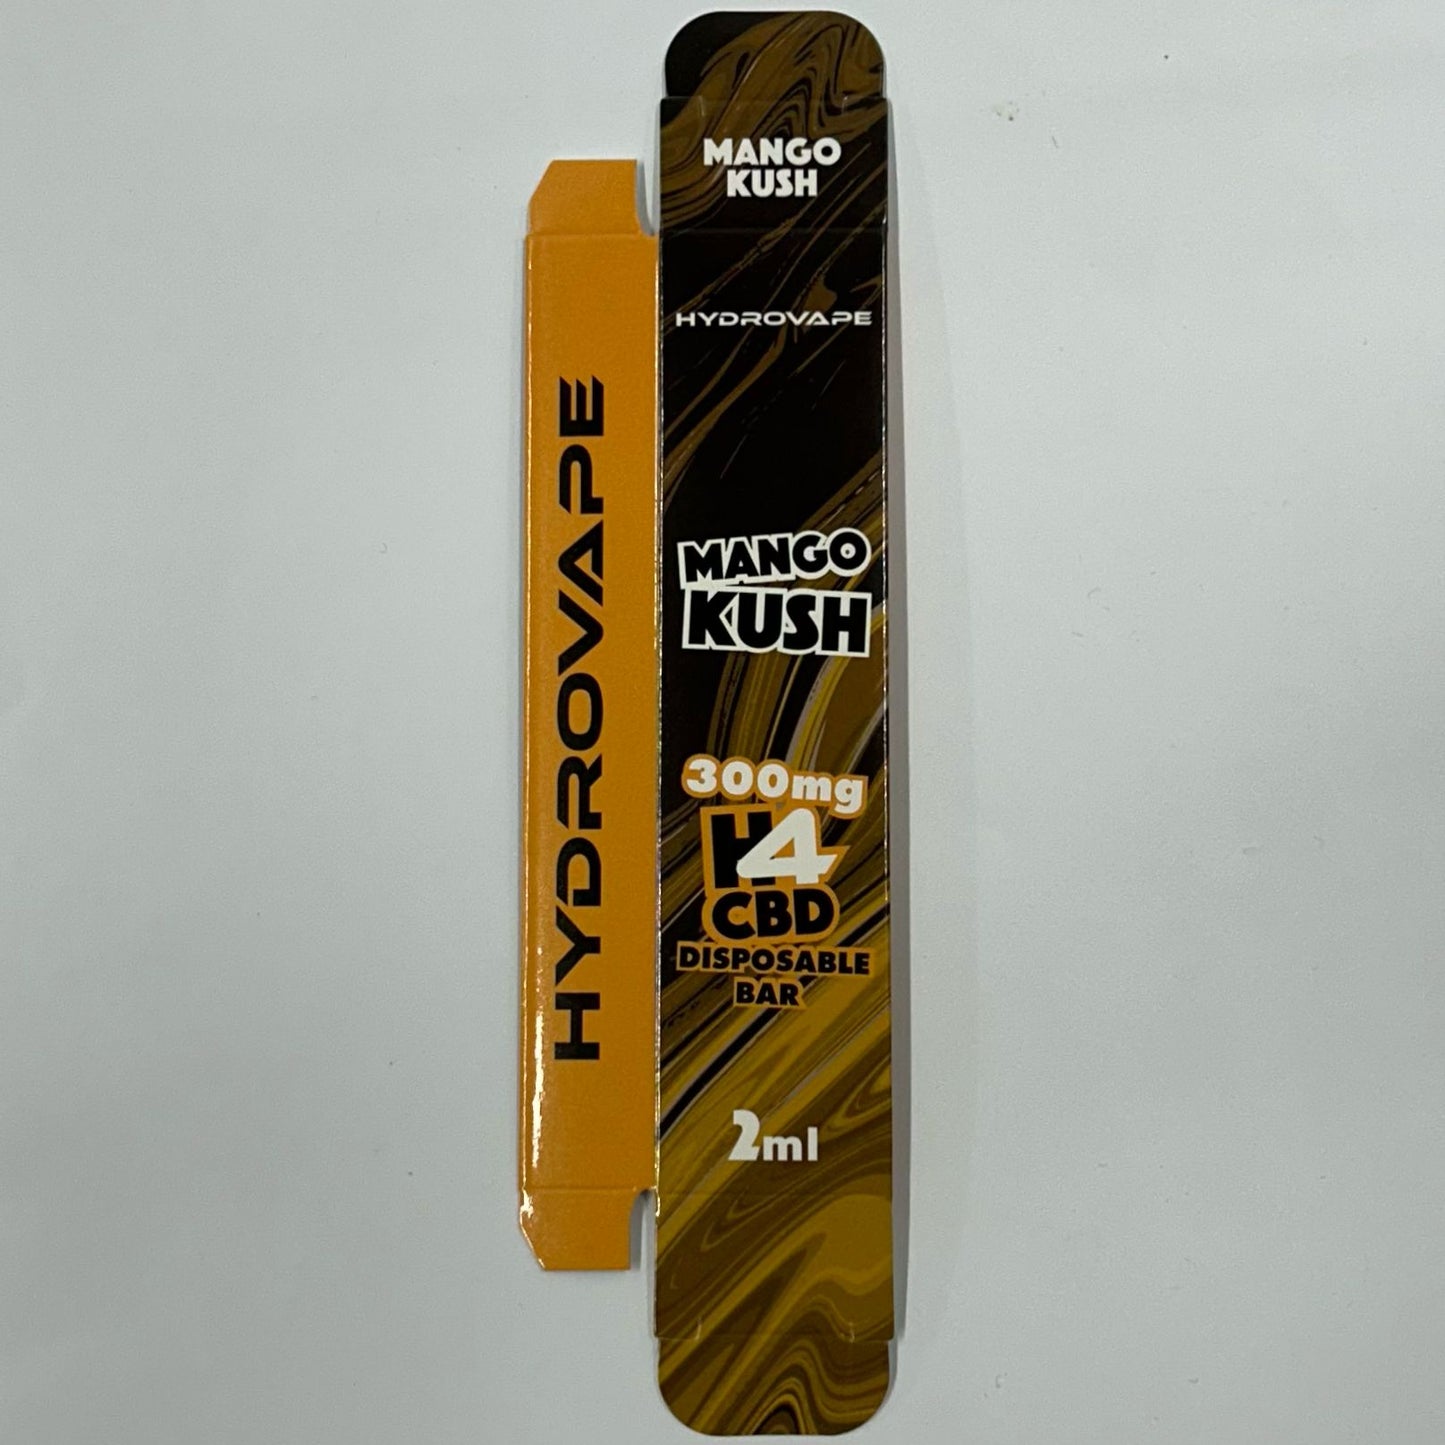 MANGO
KUSH
HYDROVAPE
HYDROVAPE
MANGO
KUSH
300mg
H4
CBD
DISPOSABLE
BAR
2ml